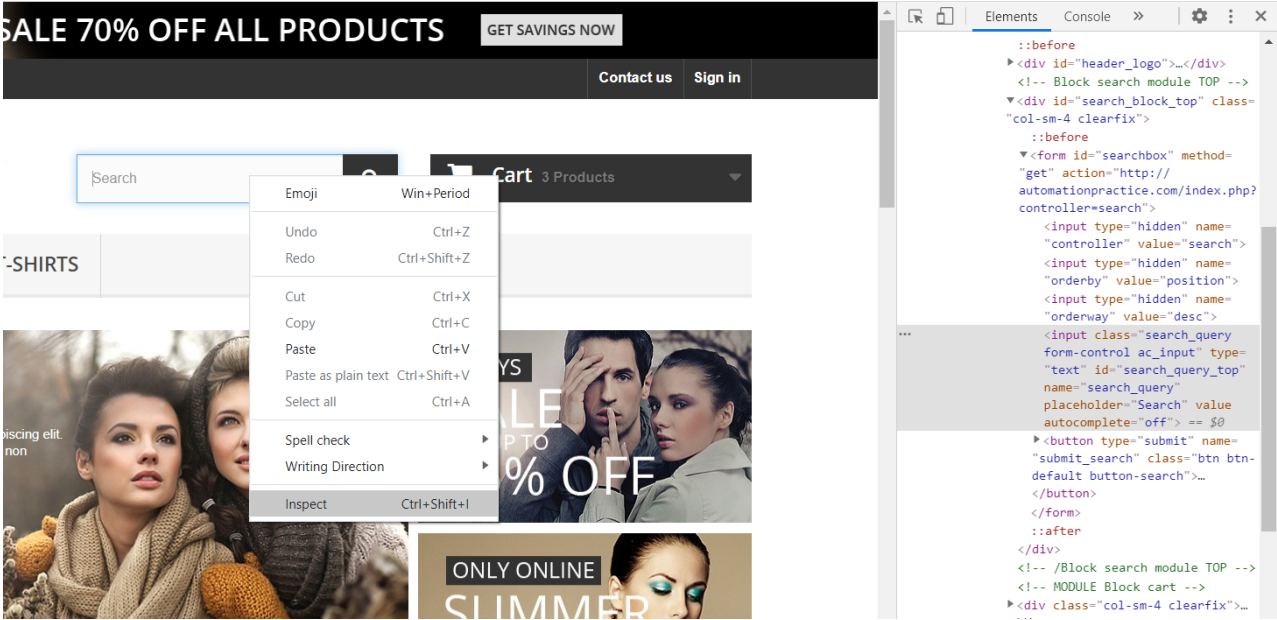 SALE 70% OFF ALL PRODUCTS
GET SAVINGS NOW
Contact us
Sign in
Search
Cart 3 Products
T-SHIRTS
Emoji Win+Period
Undo Ctrl+Z
Redo Ctrl+Shift+Z
Cut Ctrl+X
Copy Ctrl+C
Paste Ctrl+V
Paste as plain text Ctrl+Shift+V
Select all Ctrl+A
Spell check
Writing Direction
Inspect Ctrl+Shift+I
piscing elit.
non
YS
ALE
UP TO
% OFF
ONLY ONLINE
SUMMER
Elements Console »
::before
<div id="header_logo">…</div>
<!-- Block search module TOP -->
<div id="search_block_top" class=
"col-sm-4 clearfix">
::before
<form id="searchbox" method=
"get" action="http://
automationpractice.com/index.php?
controller=search">
<input type="hidden" name=
"controller" value="search">
<input type="hidden" name=
"orderby" value="position">
<input type="hidden" name=
"orderway" value="desc">
<input class="search_query
form-control ac_input" type=
"text" id="search_query_top"
name="search_query"
placeholder="Search" value
autocomplete="off"> == $0
<button type="submit" name=
"submit_search" class="btn btn-
default button-search">…
</button>
</form>
::after
</div>
<!-- /Block search module TOP -->
<!-- MODULE Block cart -->
<div class="col-sm-4 clearfix">…